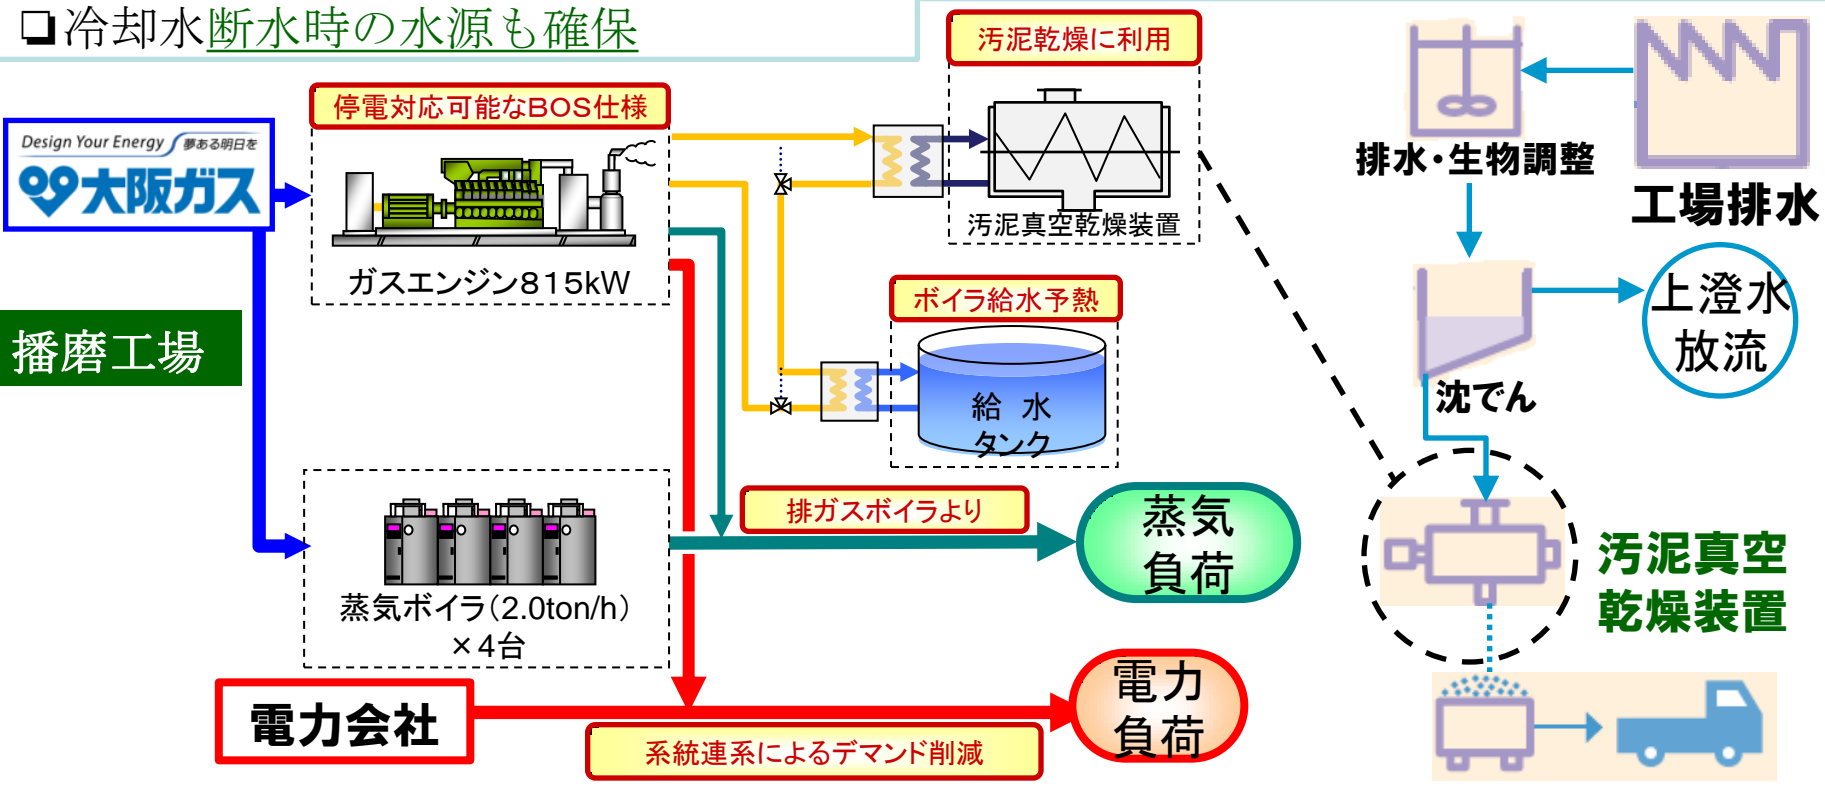 ❏冷却水断水時の水源も確保
汚泥乾燥に利用
停電対応可能なBOS仕様
Design Your Energy 夢ある明日を
大阪ガス
ガスエンジン815kW
汚泥真空乾燥装置
排水・生物調整
工場排水
播磨工場
ボイラ給水予熱
給 水
タンク
上澄水
放流
沈でん
排ガスボイラより
蒸気
負荷
蒸気ボイラ(2.0ton/h)
×4台
汚泥真空
乾燥装置
電力会社
電力
負荷
系統連系によるデマンド削減